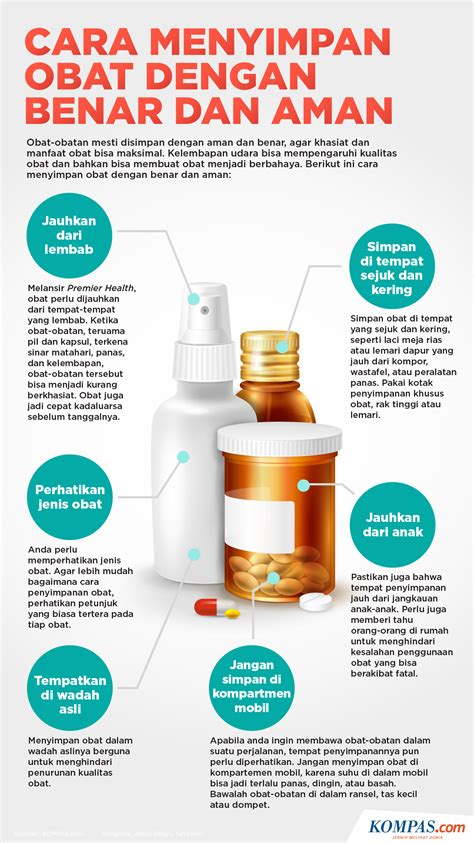 CARA MENYIMPAN
OBAT DENGAN
BENAR DAN AMAN
Obat-obatan mesti disimpan dengan aman dan benar, agar khasiat dan
manfaat obat bisa maksimal. Kelembapan udara bisa mempengaruhi kualitas
obat dan bahkan bisa membuat obat menjadi berbahaya. Berikut ini cara
menyimpan obat dengan benar dan aman:
Jauhkan
dari
lembab
Melansir Premier Health,
obat perlu dijauhkan
dari tempat-tempat
yang lembab. Ketika
obat-obatan, teruama
pil dan kapsul, terkena
sinar matahari, panas,
dan kelembapan,
obat-obatan tersebut
bisa menjadi kurang
berkhasiat. Obat juga
jadi cepat kadaluarsa
sebelum tanggalnya.
Simpan
di tempat
sejuk dan
kering
Simpan obat di tempat
yang sejuk dan kering,
seperti laci meja rias
atau lemari dapur yang
jauh dari kompor,
wastafel, atau peralatan
panas. Pakai kotak
penyimpanan khusus
obat, rak tinggi atau
lemari.
Perhatikan
jenis obat
Anda perlu
memperhatikan jenis
obat. Agar lebih mudah
bagaimana cara
penyimpanan obat,
perhatikan petunjuk
yang biasa tertera pada
tiap obat.
Jauhkan
dari anak
Pastikan juga bahwa
tempat penyimpanan
jauh dari jangkauan
anak-anak. Perlu juga
memberi tahu
orang-orang di rumah
untuk menghindari
kesalahan penggunaan
obat yang bisa
berakibat fatal.
Tempatkan
di wadah
asli
Menyimpan obat dalam
wadah aslinya berguna
untuk menghindari
penurunan kualitas
obat.
Jangan
simpan di
kompartmen
mobil
Apabila anda ingin membawa obat-obatan dalam
suatu perjalanan, tempat penyimpanannya pun
perlu diperhatikan. Jangan menyimpan obat di
kompartemen mobil, karena suhu di dalam mobil
bisa jadi terlalu panas, dingin, atau basah.
Bawalah obat-obatan di dalam ransel, tas kecil
atau dompet.
KOMPAS.com
JERNIH MELIHAT DUNIA